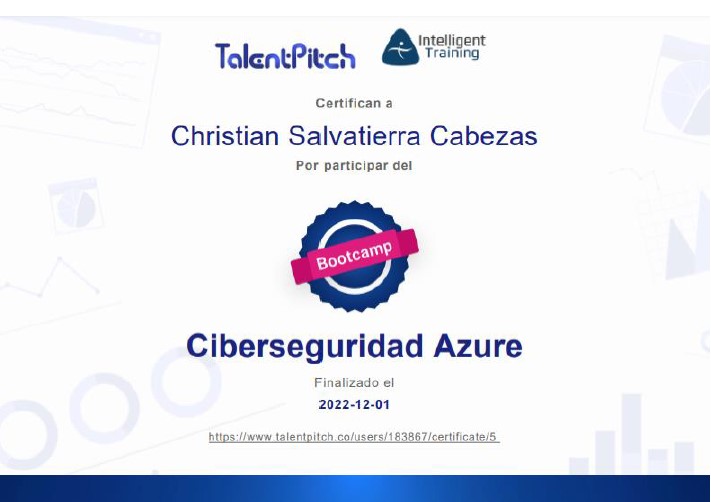 TalentPitch
Intelligent
Training
Certifican a
Christian Salvatierra Cabezas
Por participar del
Bootcamp
Ciberseguridad Azure
Finalizado el
2022-12-01
https://www.talentpitch.co/users/183867/certificate/5